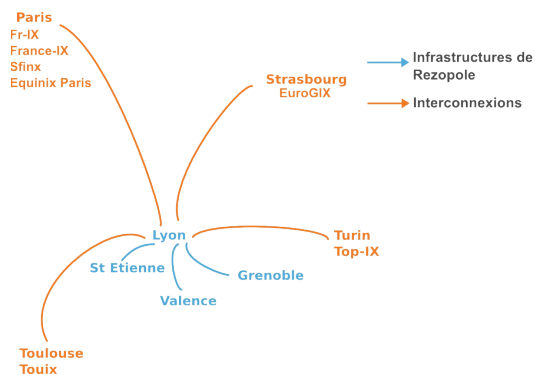 Paris
Fr-IX
France-IX
Sfinx
Equinix Paris
Infrastructures de
Rezopole
Strasbourg
EuroGIX
Interconnexions
Lyon
Turin
Top-IX
St Etienne
Grenoble
Valence
Toulouse
Touix